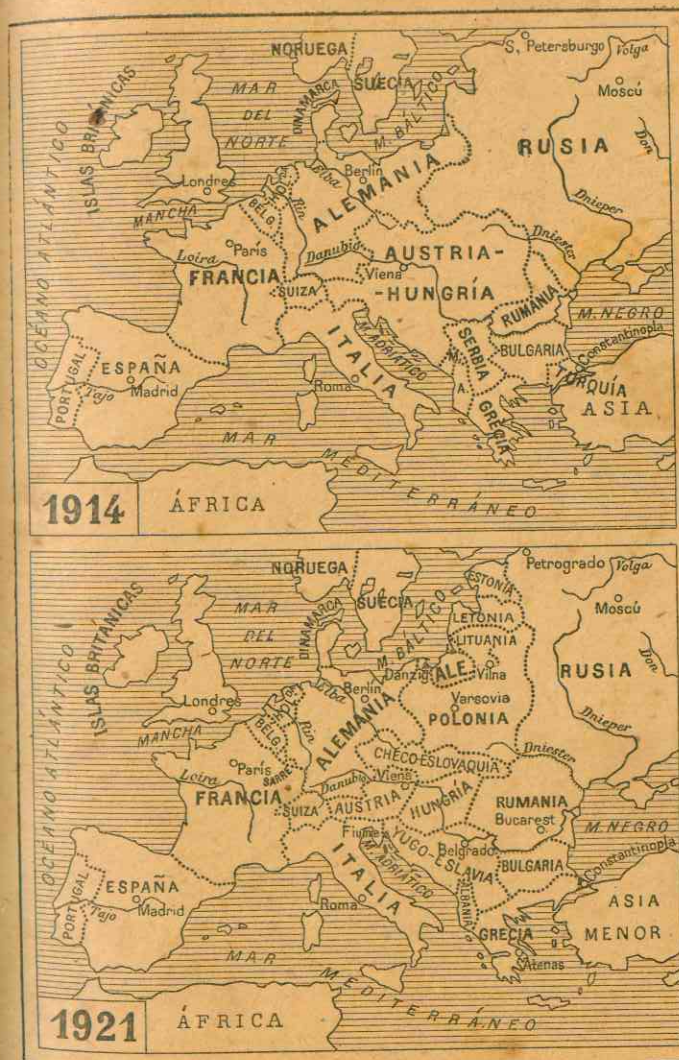 NORUEGA
S, Petersburgo
Volga
Moscú
SUECIA
MAR
DEL
NORTE
DINAMARCA
M. BÁLTICO
ISLAS BRITÁNICAS
OCÉANO ATLÁNTICO
RUSIA
Don
Londres
HOL.
Elba
Berlin
ALEMANIA
BELG.
Rin
MANCHA
Dnieper
Loira
París
Danubio
AUSTRIA-
Dniester
FRANCIA
Viena
-HUNGRÍA
SUIZA
RUMANIA
M. NEGRO
ITALIA
M. ADRIÁTICO
SERBIA
M.
BULGARIA
Constantinopla
ESPAÑA
PORTUGAL
Tajo
Madrid
Roma
A.
TURQUÍA
ASIA
GRECIA
MAR
MEDITERRÁNEO
1914
ÁFRICA
NORUEGA
Petrogrado
Volga
ESTONIA
Moscú
SUECIA
MAR
DEL
NORTE
DINAMARCA
M. BÁLTICO
LETONIA
LITUANIA
ISLAS BRITÁNICAS
OCÉANO ATLÁNTICO
Danzig
ALE.
Vilna
RUSIA
Don
Londres
HOL.
Elba
Berlin
ALEMANIA
Varsovia
POLONIA
BELG.
Rin
MANCHA
Dnieper
París
SARRE
CHECO-ESLOVAQUIA
Dniester
Loira
FRANCIA
Danubio
Viena
SUIZA
AUSTRIA
HUNGRÍA
RUMANIA
Bucarest
Fiume
YUGO-ESLAVIA
Belgrado
M. NEGRO
ITALIA
M. ADRIÁTICO
BULGARIA
Constantinopla
ESPAÑA
PORTUGAL
Tajo
Madrid
Roma
ALBANIA
ASIA
MENOR
GRECIA
Atenas
MAR
MEDITERRÁNEO
1921
ÁFRICA